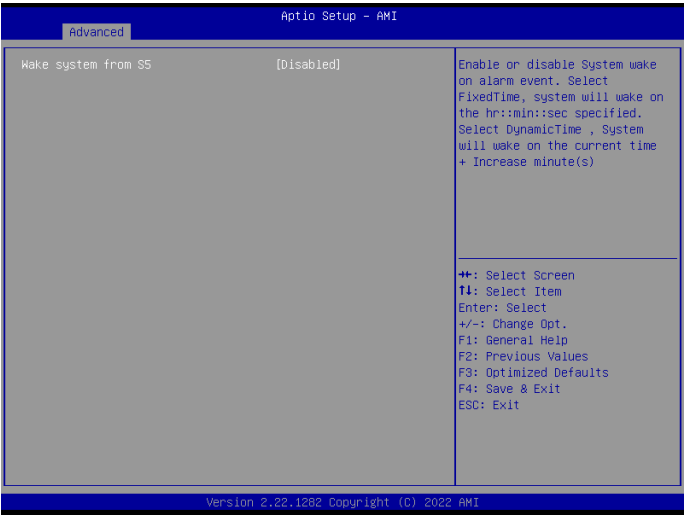 Aptio Setup – AMI
Advanced
Wake system from S5 [Disabled]
Enable or disable System wake
on alarm event. Select
FixedTime, system will wake on
the hr::min::sec specified.
Select DynamicTime , System
will wake on the current time
+ Increase minute(s)
→←: Select Screen
↑↓: Select Item
Enter: Select
+/-: Change Opt.
F1: General Help
F2: Previous Values
F3: Optimized Defaults
F4: Save & Exit
ESC: Exit
Version 2.22.1282 Copyright (C) 2022 AMI